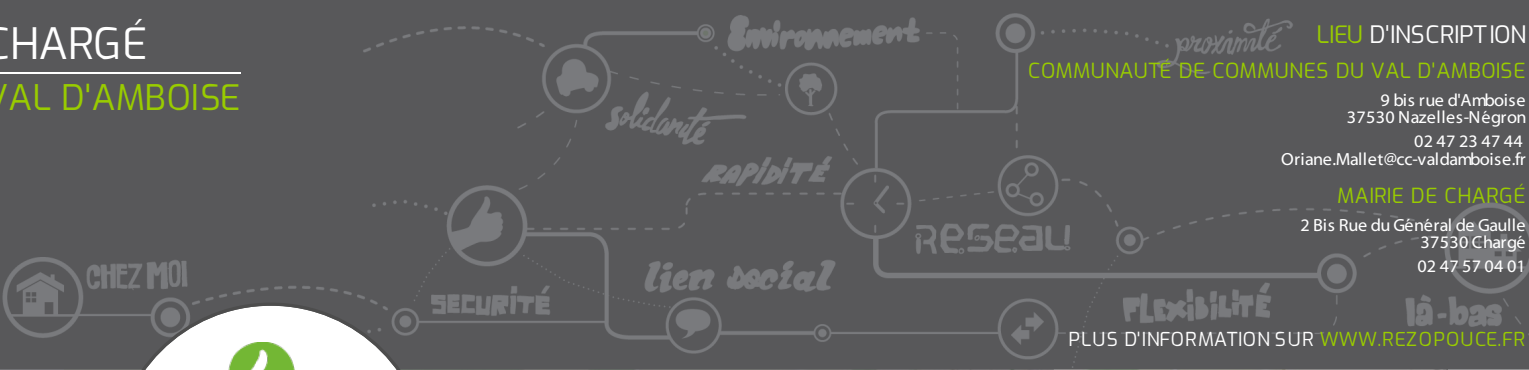 CHARGÉ
VAL D'AMBOISE
Environnement
proximité
solidarité
RAPIDITÉ
RESEAU
CHEZ MOI
lien social
SECURITÉ
FLEXIBILITÉ
là-bas
LIEU D'INSCRIPTION
COMMUNAUTÉ DE COMMUNES DU VAL D'AMBOISE
9 bis rue d'Amboise
37530 Nazelles-Négron
02 47 23 47 44
Oriane.Mallet@cc-valdamboise.fr
MAIRIE DE CHARGÉ
2 Bis Rue du Général de Gaulle
37530 Chargé
02 47 57 04 01
PLUS D'INFORMATION SUR WWW.REZOPOUCE.FR